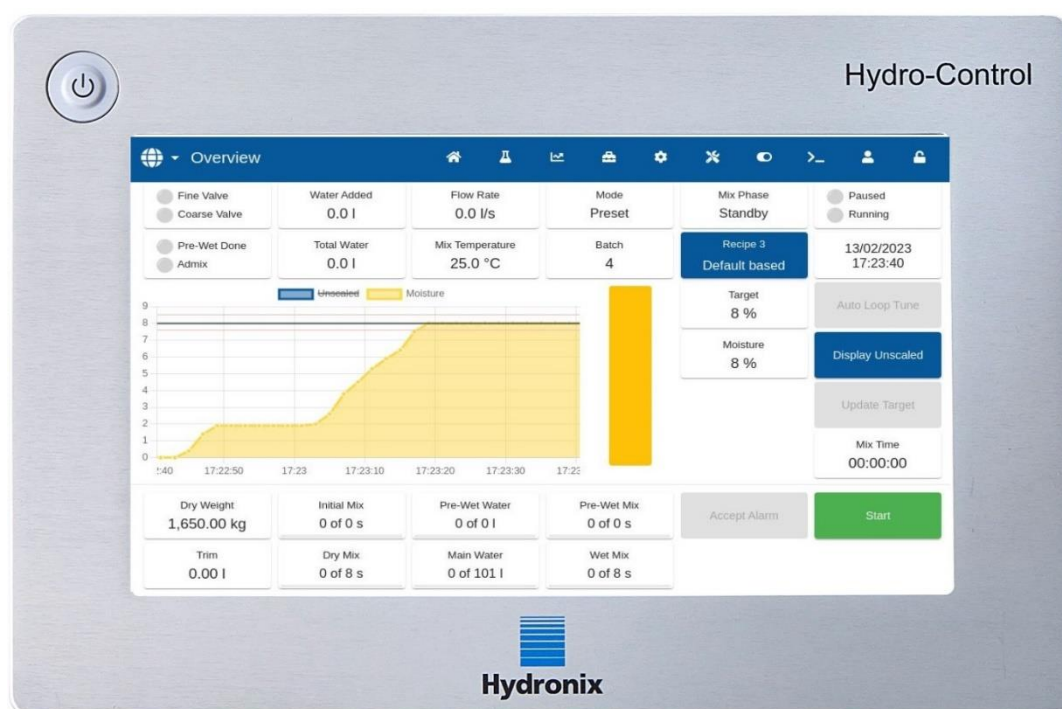 Hydro-Control
Overview
Fine Valve
Coarse Valve
Water Added
0.0 l
Flow Rate
0.0 l/s
Mode
Preset
Mix Phase
Standby
Paused
Running
Pre-Wet Done
Admix
Total Water
0.0 l
Mix Temperature
25.0 °C
Batch
4
Recipe 3
Default based
13/02/2023
17:23:40
Unscaled
Moisture
9
8
7
6
5
4
3
2
1
0
:40
17:22:50
17:23
17:23:10
17:23:20
17:23:30
17:23
Target
8 %
Auto Loop Tune
Moisture
8 %
Display Unscaled
Update Target
Mix Time
00:00:00
Dry Weight
1,650.00 kg
Initial Mix
0 of 0 s
Pre-Wet Water
0 of 0 l
Pre-Wet Mix
0 of 0 s
Accept Alarm
Start
Trim
0.00 l
Dry Mix
0 of 8 s
Main Water
0 of 101 l
Wet Mix
0 of 8 s
Hydronix